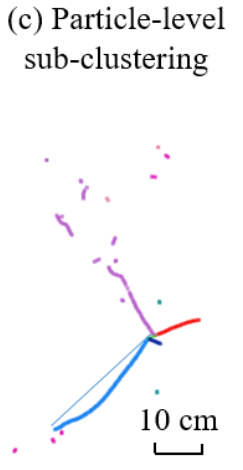 (c) Particle-level
sub-clustering
10 cm